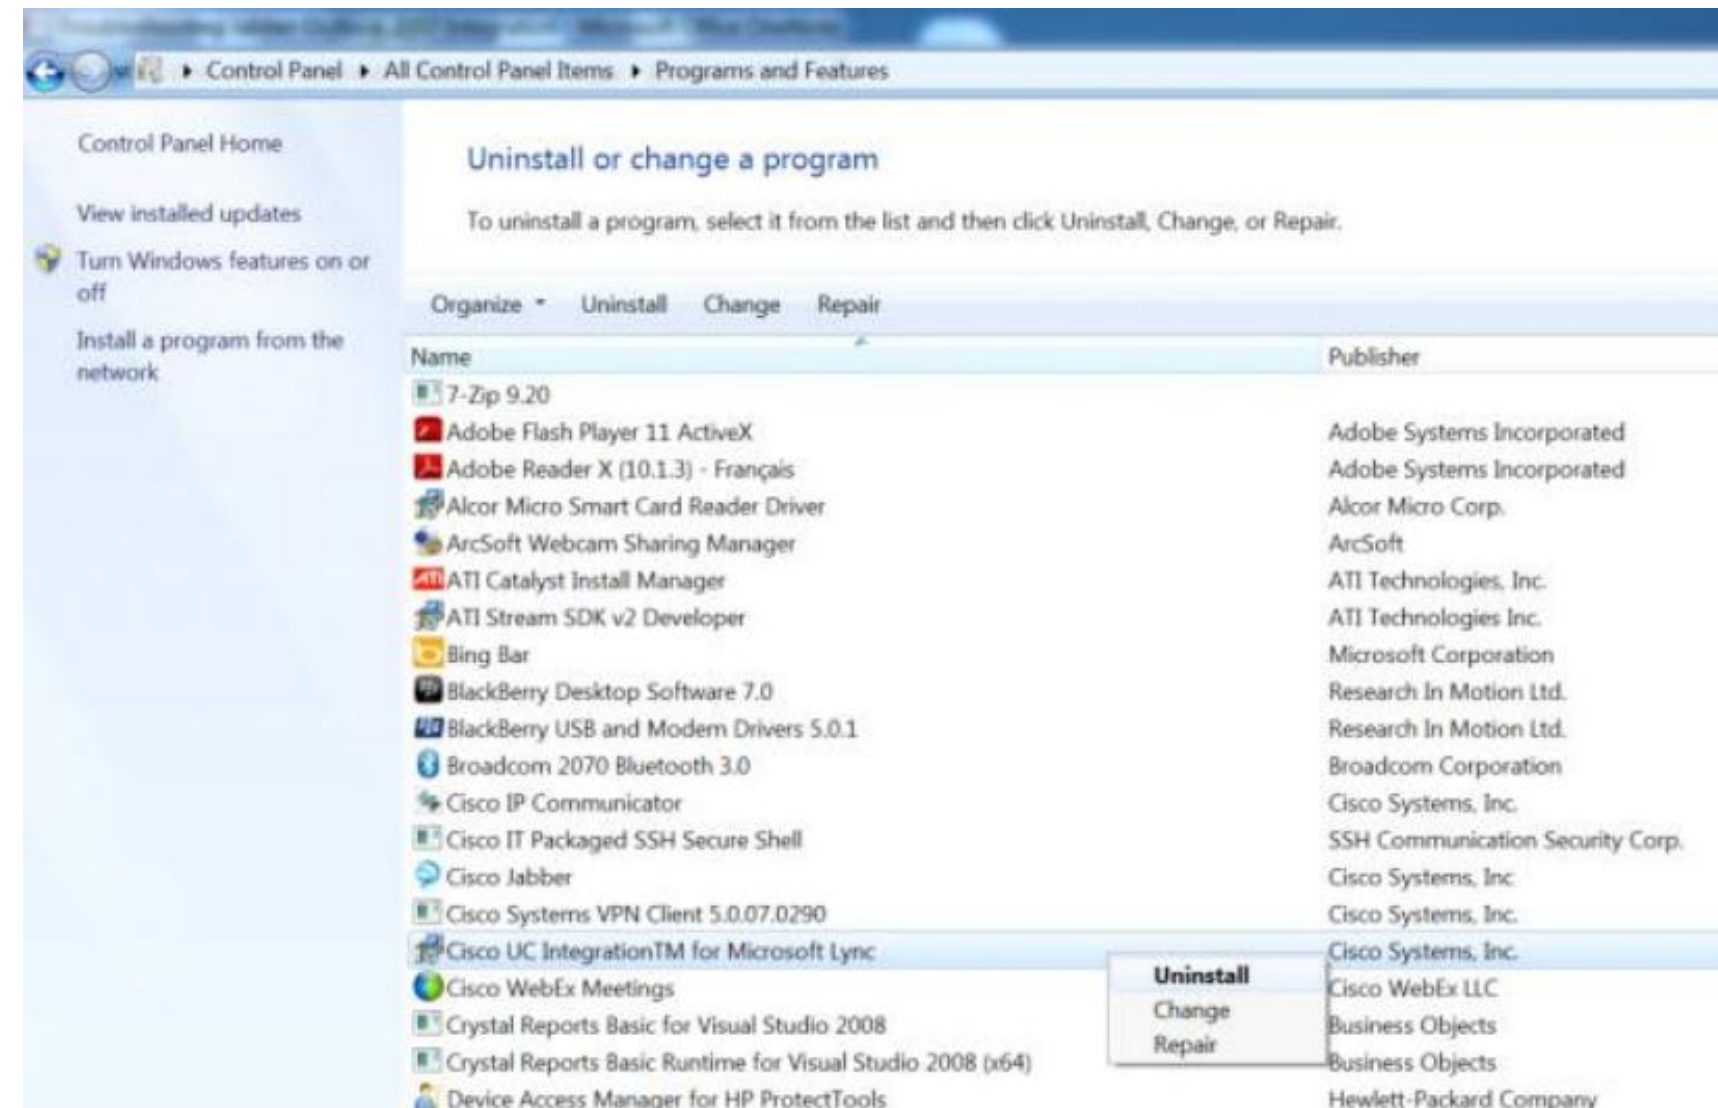 Control Panel ▸ All Control Panel Items ▸ Programs and Features
Control Panel Home
View installed updates
Turn Windows features on or
off
Install a program from the
network
Uninstall or change a program
To uninstall a program, select it from the list and then click Uninstall, Change, or Repair.
Organize Uninstall Change Repair
Name Publisher
7-Zip 9.20
Adobe Flash Player 11 ActiveX Adobe Systems Incorporated
Adobe Reader X (10.1.3) - Français Adobe Systems Incorporated
Alcor Micro Smart Card Reader Driver Alcor Micro Corp.
ArcSoft Webcam Sharing Manager ArcSoft
ATI ATI Catalyst Install Manager ATI Technologies, Inc.
ATI Stream SDK v2 Developer ATI Technologies Inc.
Bing Bar Microsoft Corporation
BlackBerry Desktop Software 7.0 Research In Motion Ltd.
BlackBerry USB and Modem Drivers 5.0.1 Research In Motion Ltd.
Broadcom 2070 Bluetooth 3.0 Broadcom Corporation
Cisco IP Communicator Cisco Systems, Inc.
Cisco IT Packaged SSH Secure Shell SSH Communication Security Corp.
Cisco Jabber Cisco Systems, Inc
Cisco Systems VPN Client 5.0.07.0290 Cisco Systems, Inc.
Cisco UC IntegrationTM for Microsoft Lync Cisco Systems, Inc.
Cisco WebEx Meetings Cisco WebEx LLC
Crystal Reports Basic for Visual Studio 2008 Business Objects
Crystal Reports Basic Runtime for Visual Studio 2008 (x64) Business Objects
Device Access Manager for HP ProtectTools Hewlett-Packard Company
Uninstall
Change
Repair